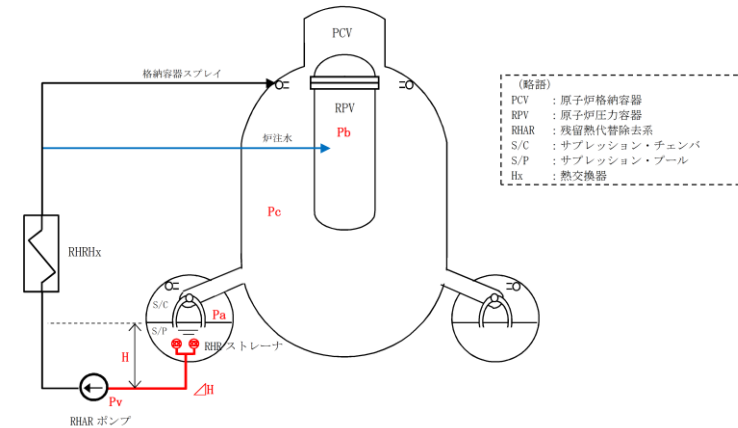 PCV
格納容器スプレイ
RPV
Pb
炉注水
Pc
RHRHx
S/C
Pa
S/P
RHRストレーナ
H
⊿H
Pv
RHAR ポンプ
(略語)
PCV : 原子炉格納容器
RPV : 原子炉圧力容器
RHAR : 残留熱代替除去系
S/C : サプレッション・チェンバ
S/P : サプレッション・プール
Hx : 熱交換器